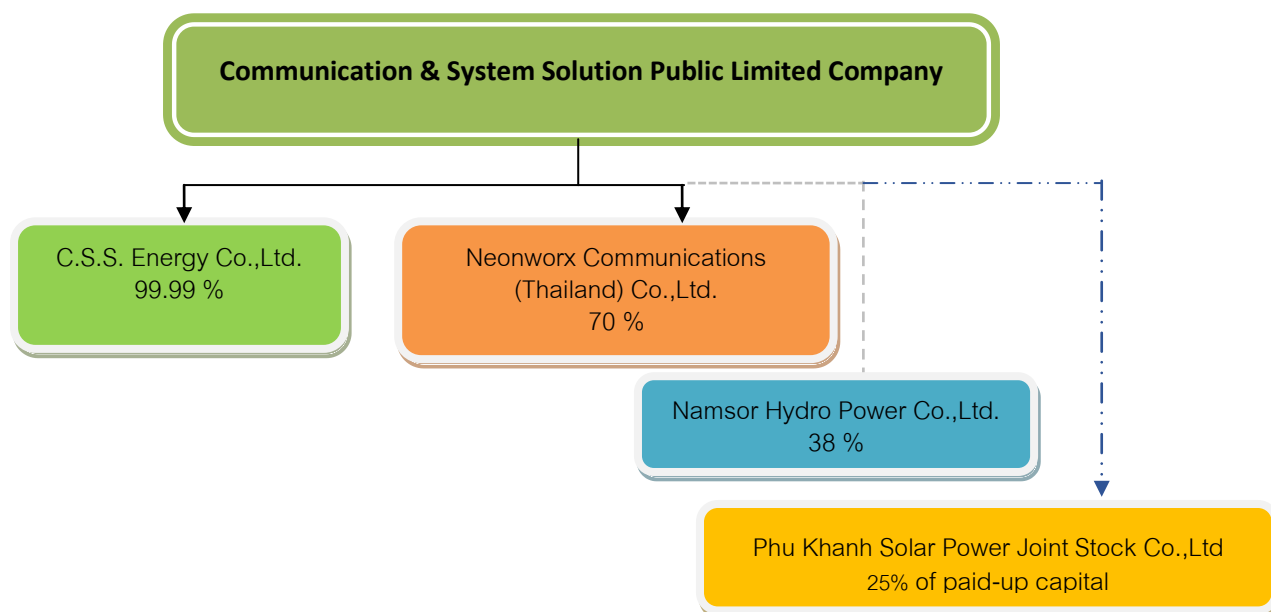 Communication & System Solution Public Limited Company
C.S.S. Energy Co.,Ltd.
99.99 %
Neonworx Communications
(Thailand) Co.,Ltd.
70 %
Namsor Hydro Power Co.,Ltd.
38 %
Phu Khanh Solar Power Joint Stock Co.,Ltd
25% of paid-up capital